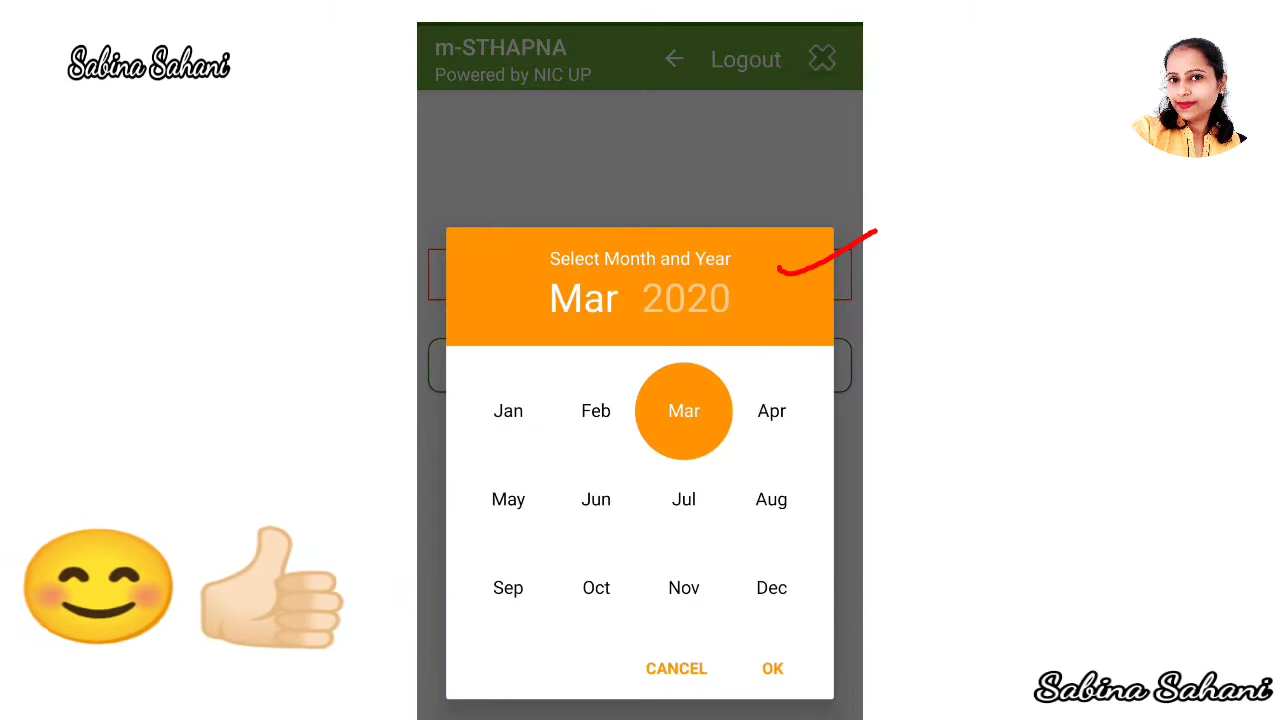 Sabina Sahani
m-STHAPNA
Powered by NIC UP
Logout
Select Month and Year
Mar 2020
Jan Feb Mar Apr
May Jun Jul Aug
Sep Oct Nov Dec
CANCEL OK
Sabina Sahani